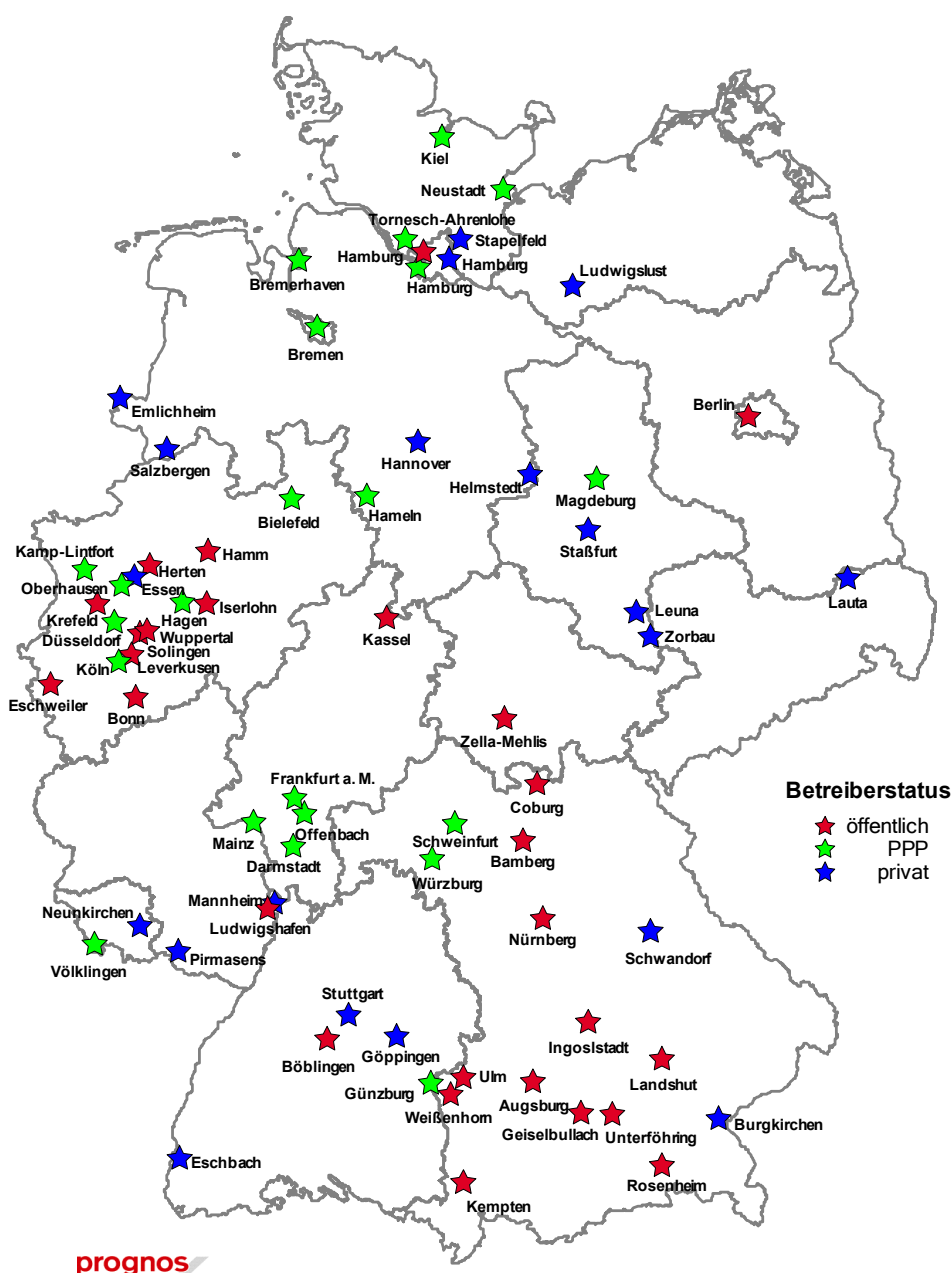 Kiel
Neustadt
Tornesch-Ahrenlohe
Stapelfeld
Hamburg
Hamburg
Hamburg
Bremerhaven
Ludwigslust
Bremen
Emlichheim
Berlin
Salzbergen
Hannover
Helmstedt
Magdeburg
Bielefeld
Hameln
Staßfurt
Kamp-Lintfort
Hamm
Herten
Oberhausen
Essen
Iserlohn
Lauta
Krefeld
Hagen
Kassel
Leuna
Düsseldorf
Wuppertal
Zorbau
Solingen
Köln
Leverkusen
Eschweiler
Bonn
Zella-Mehlis
Frankfurt a. M.
Coburg
Betreiberstatus
öffentlich
PPP
privat
Offenbach
Mainz
Schweinfurt
Bamberg
Darmstadt
Würzburg
Mannheim
Neunkirchen
Ludwigshafen
Nürnberg
Schwandorf
Pirmasens
Völklingen
Stuttgart
Ingoslstadt
Göppingen
Böblingen
Ulm
Landshut
Günzburg
Augsburg
Weißenhorn
Geiselbullach
Unterföhring
Burgkirchen
Eschbach
Rosenheim
Kempten
prognos